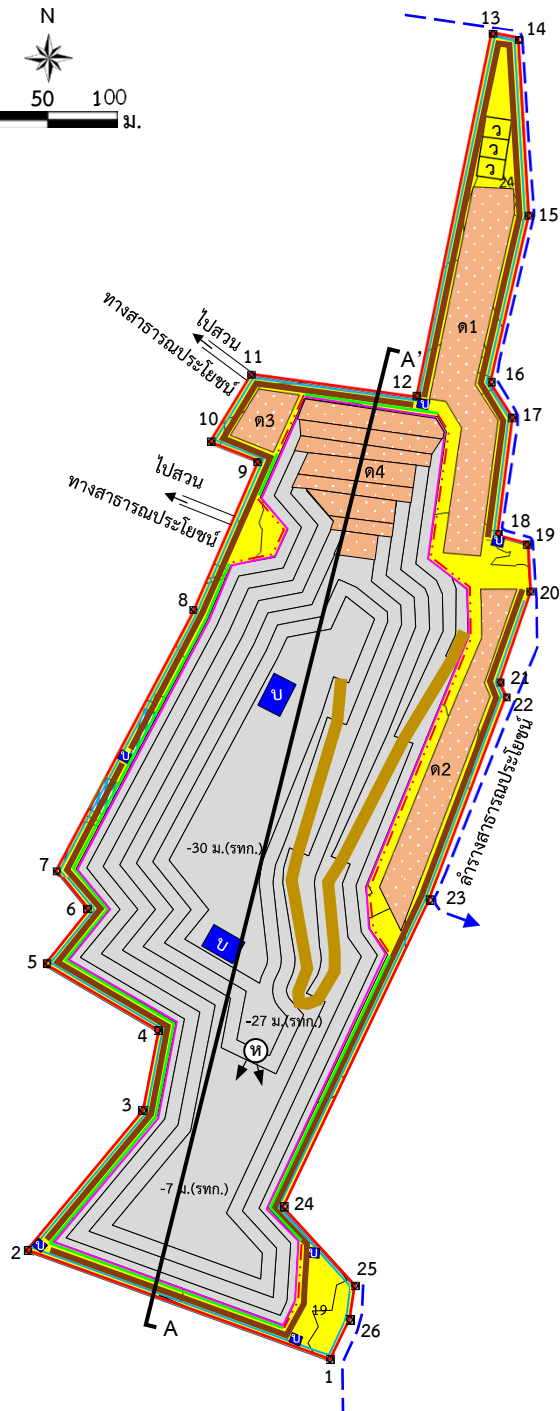 N
50 100
ม.
13
14
ว
ว
ว
24
15
ไปสวน
ทางสาธารณประโยชน์
11
A'
12
บ
ต1
16
17
ต3
10
9
ต4
ไปสวน
ทางสาธารณประโยชน์
18
บ
19
20
8
21
22
บ
ต2
ลำรางสาธารณประโยชน์
บ
-30 ม.(รทก.)
7
23
6
บ
5
-27 ม.(รทก.)
4
ห
3
-7 ม.(รทก.)
24
2
บ
บ
25
19
26
บ
A
1